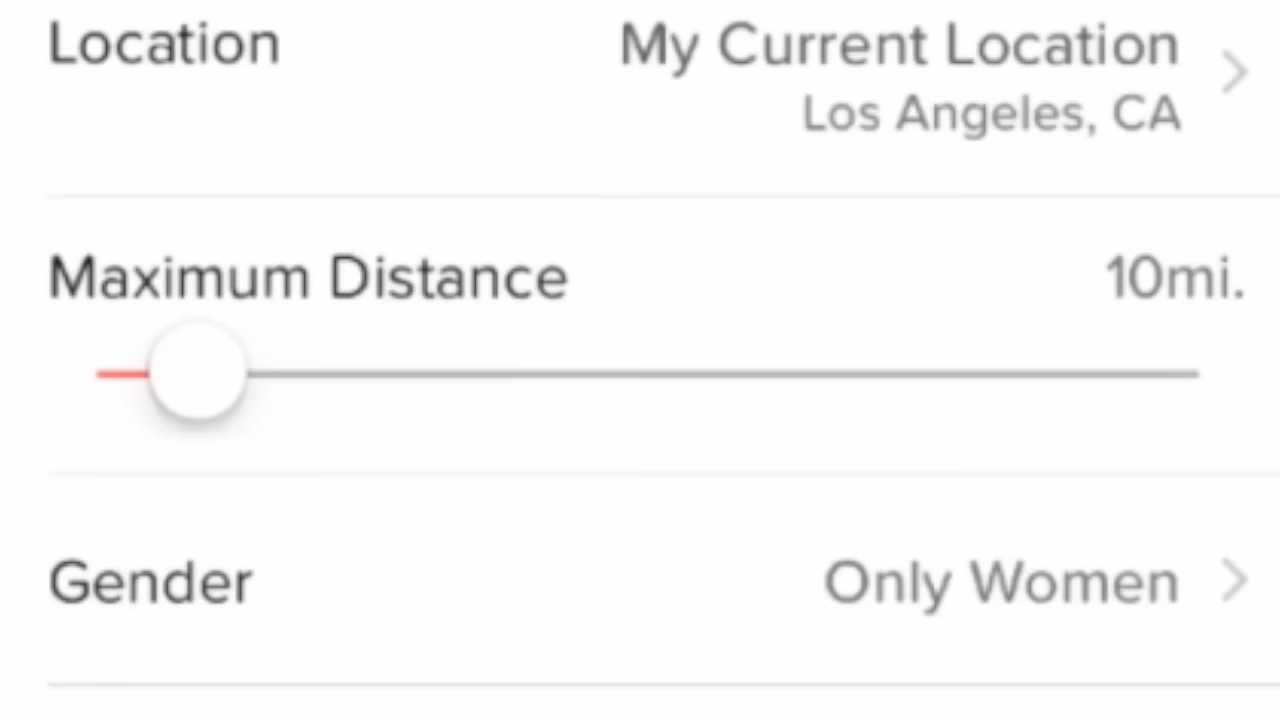 Location
My Current Location
Los Angeles, CA
Maximum Distance
10mi.
Gender
Only Women